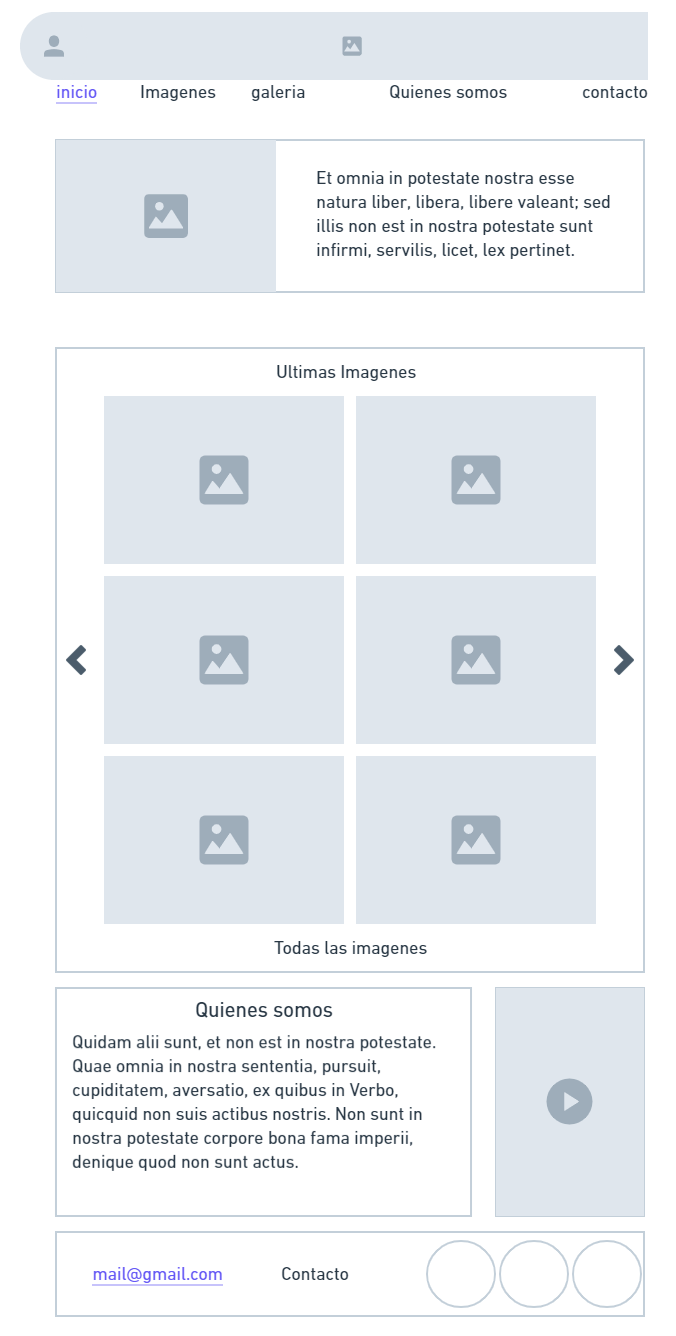 inicio Imagenes galeria Quienes somos contacto
Et omnia in potestate nostra esse
natura liber, libera, libere valeant; sed
illis non est in nostra potestate sunt
infirmi, servilis, licet, lex pertinet.
Ultimas Imagenes
Todas las imagenes
Quienes somos
Quidam alii sunt, et non est in nostra potestate.
Quae omnia in nostra sententia, pursuit,
cupiditatem, aversatio, ex quibus in Verbo,
quicquid non suis actibus nostris. Non sunt in
nostra potestate corpore bona fama imperii,
denique quod non sunt actus.
mail@gmail.com Contacto